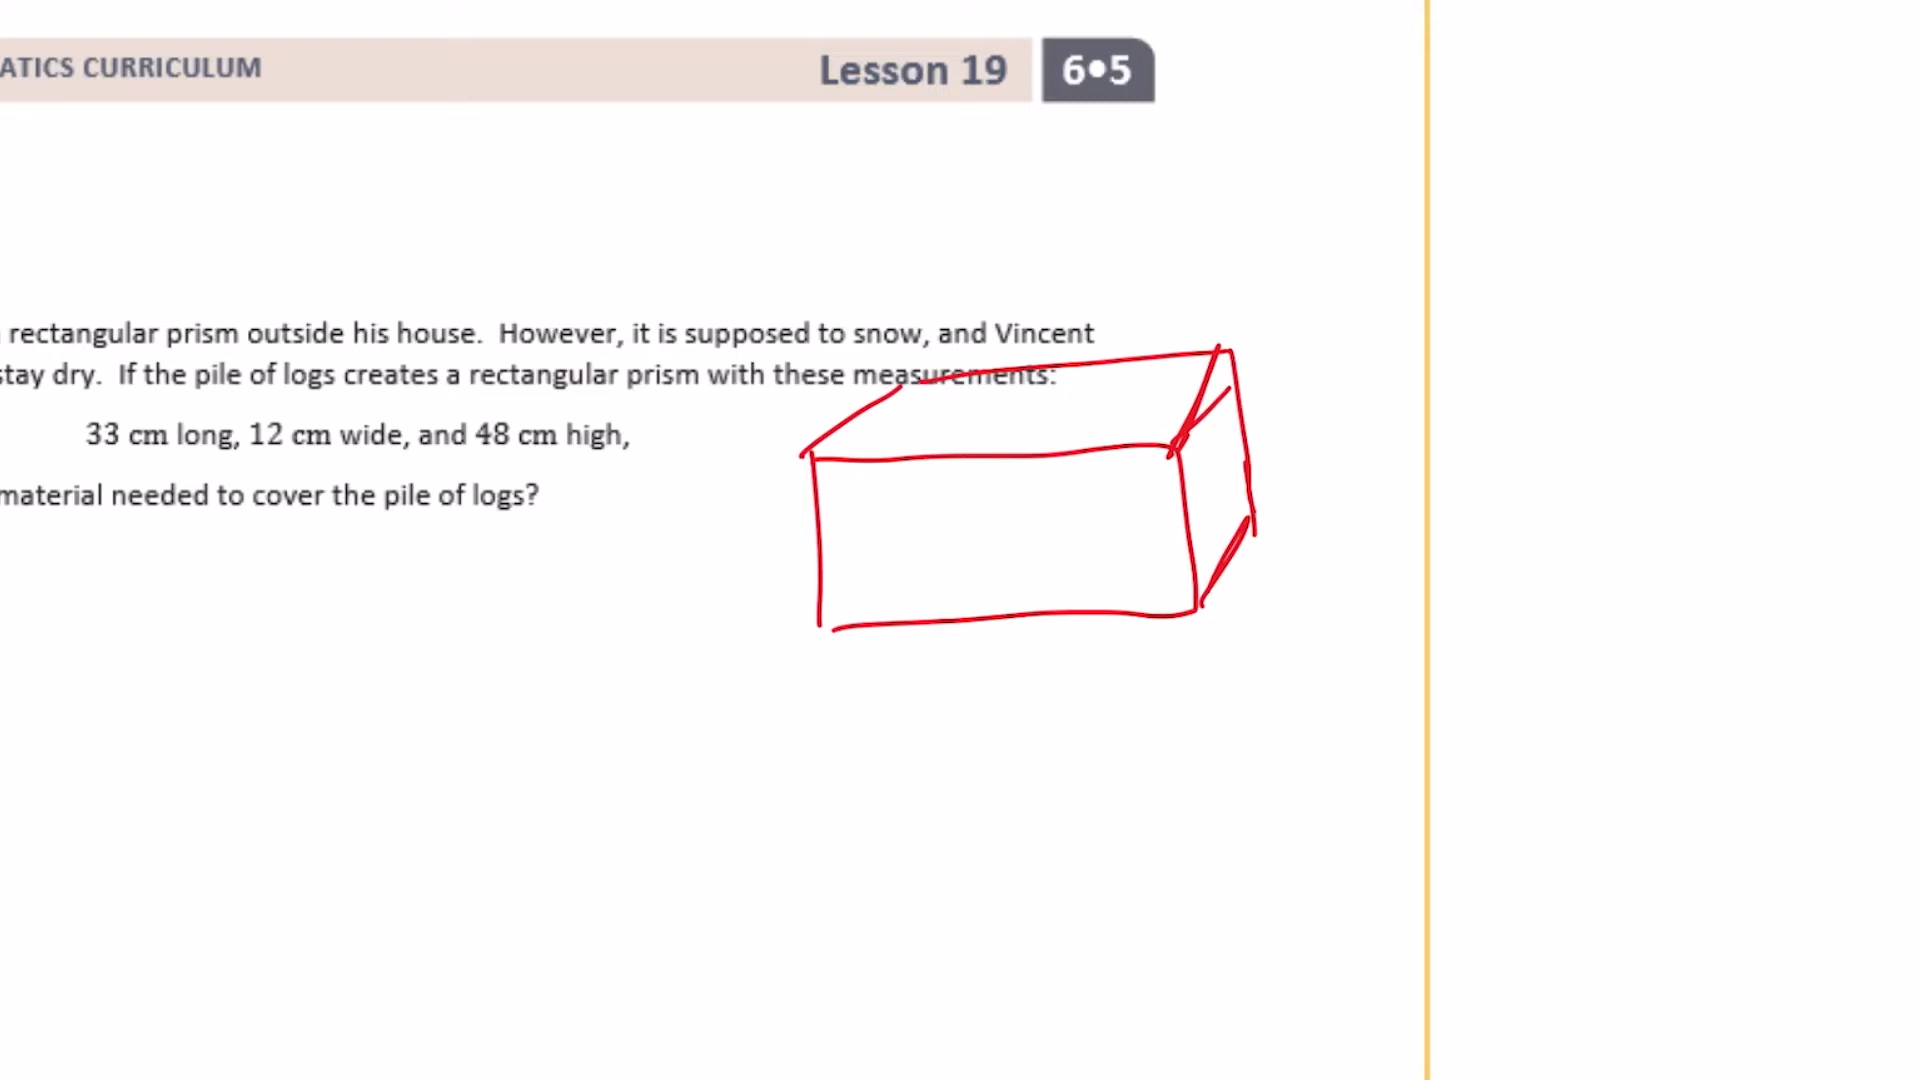 ATICS CURRICULUM
Lesson 19
6•5
rectangular prism outside his house. However, it is supposed to snow, and Vincent
stay dry. If the pile of logs creates a rectangular prism with these measurements:
33 cm long, 12 cm wide, and 48 cm high,
material needed to cover the pile of logs?